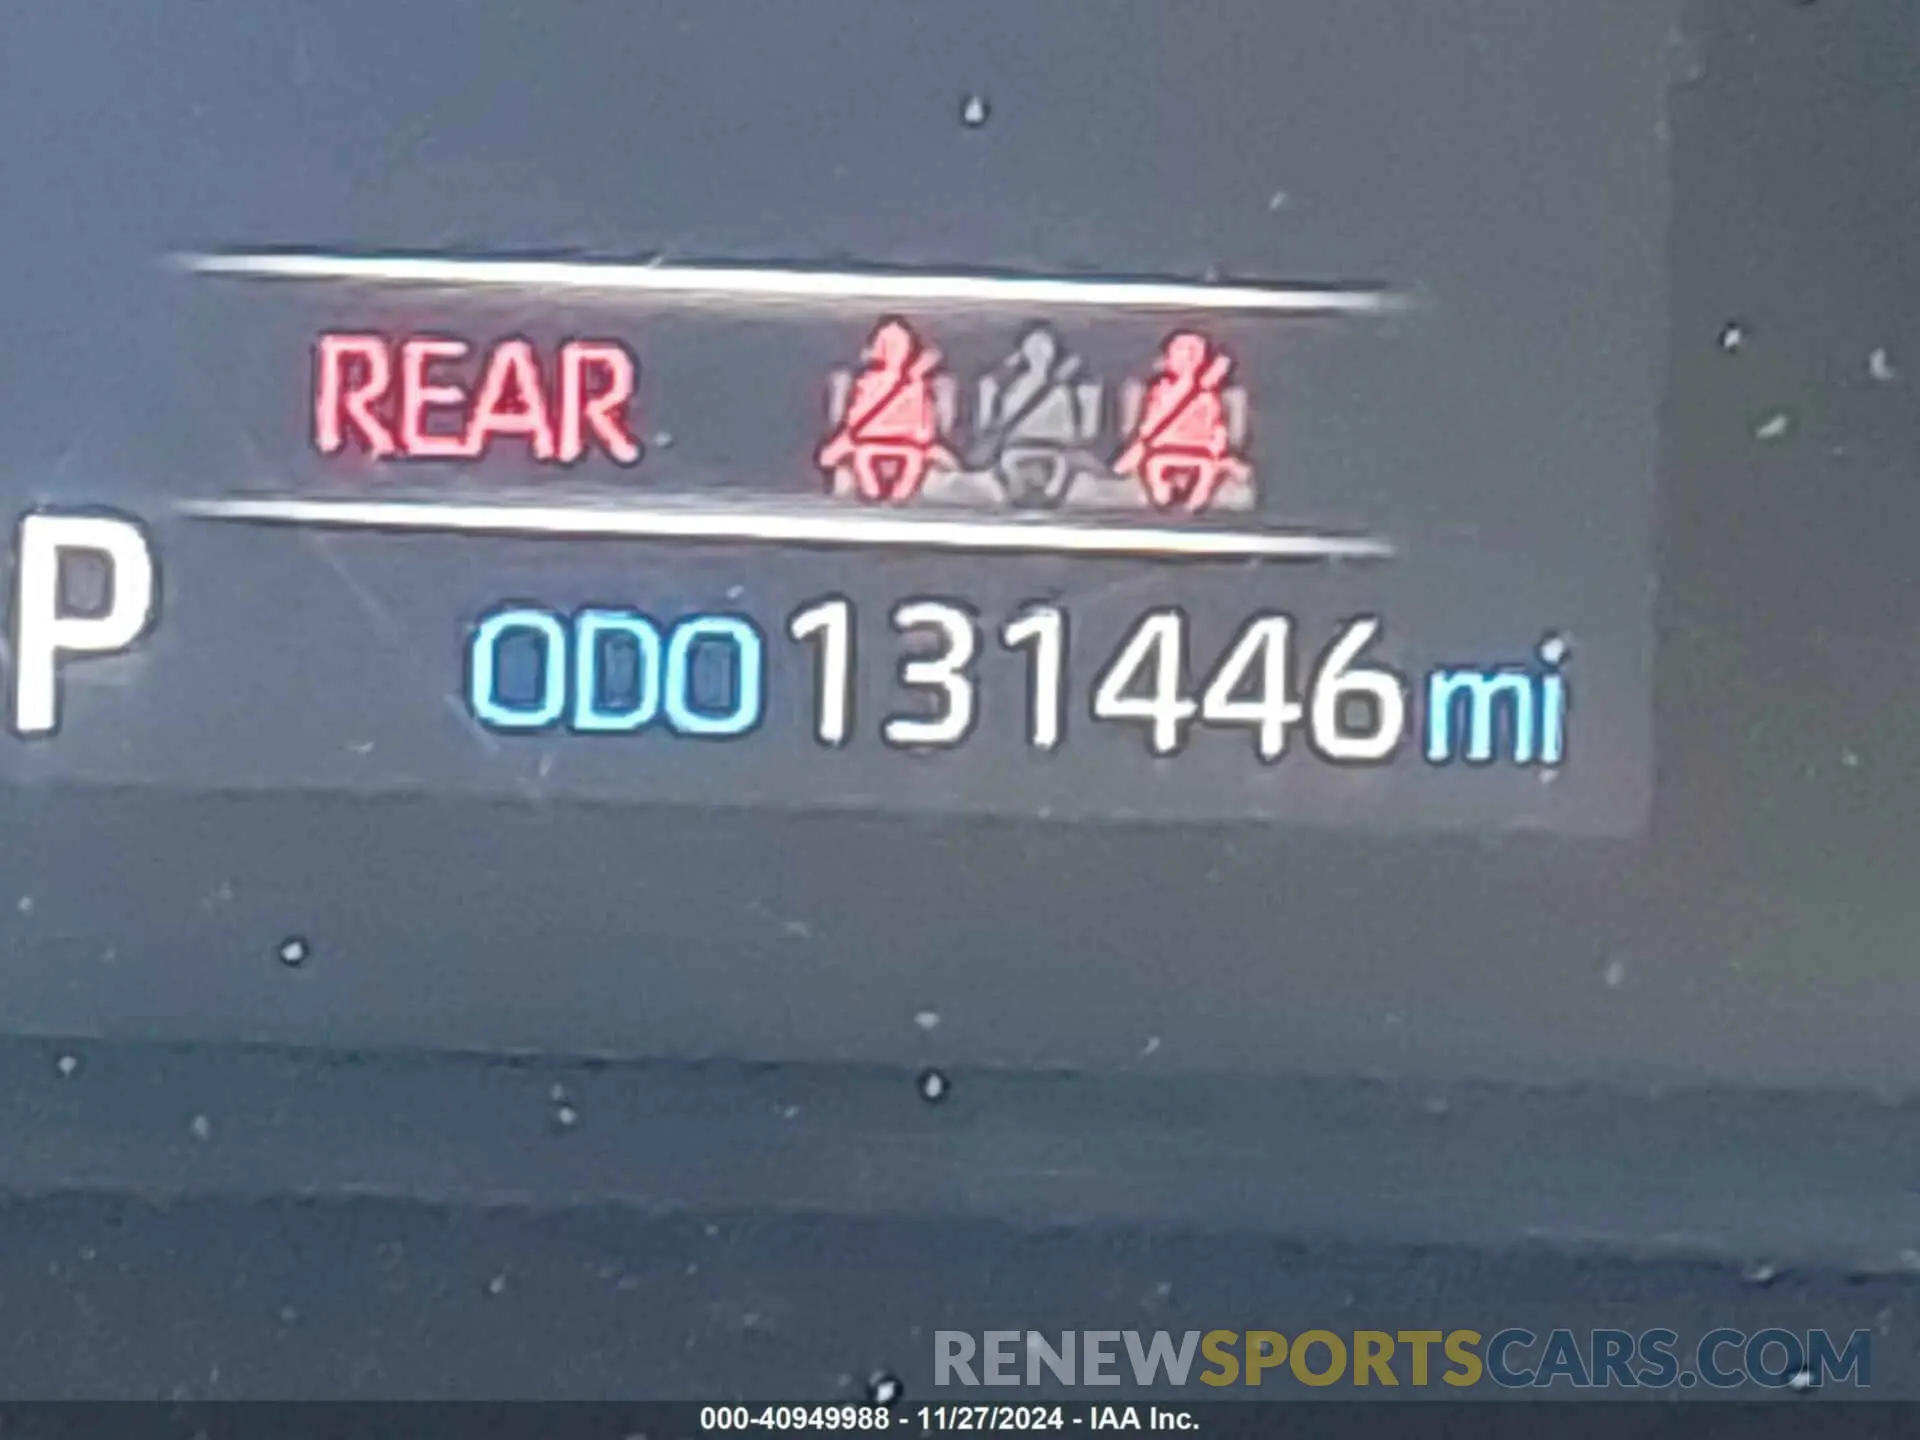 REAR
P
ODO 131446 mi
RENEWSPORTSCARS.COM
000-40949988 - 11/27/2024 - IAA Inc.